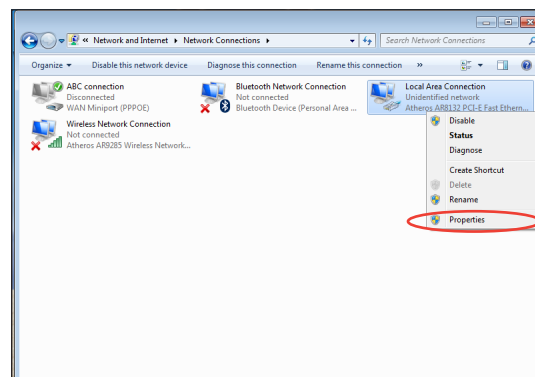 « Network and Internet ▸ Network Connections ▸
Search Network Connections
Organize ▾ Disable this network device Diagnose this connection Rename this connection »
ABC connection
Disconnected
WAN Miniport (PPPOE)
Bluetooth Network Connection
Not connected
Bluetooth Device (Personal Area ...
Local Area Connection
Unidentified network
Atheros AR8132 PCI-E Fast Ethern...
Wireless Network Connection
Not connected
Atheros AR9285 Wireless Network...
Disable
Status
Diagnose
Create Shortcut
Delete
Rename
Properties